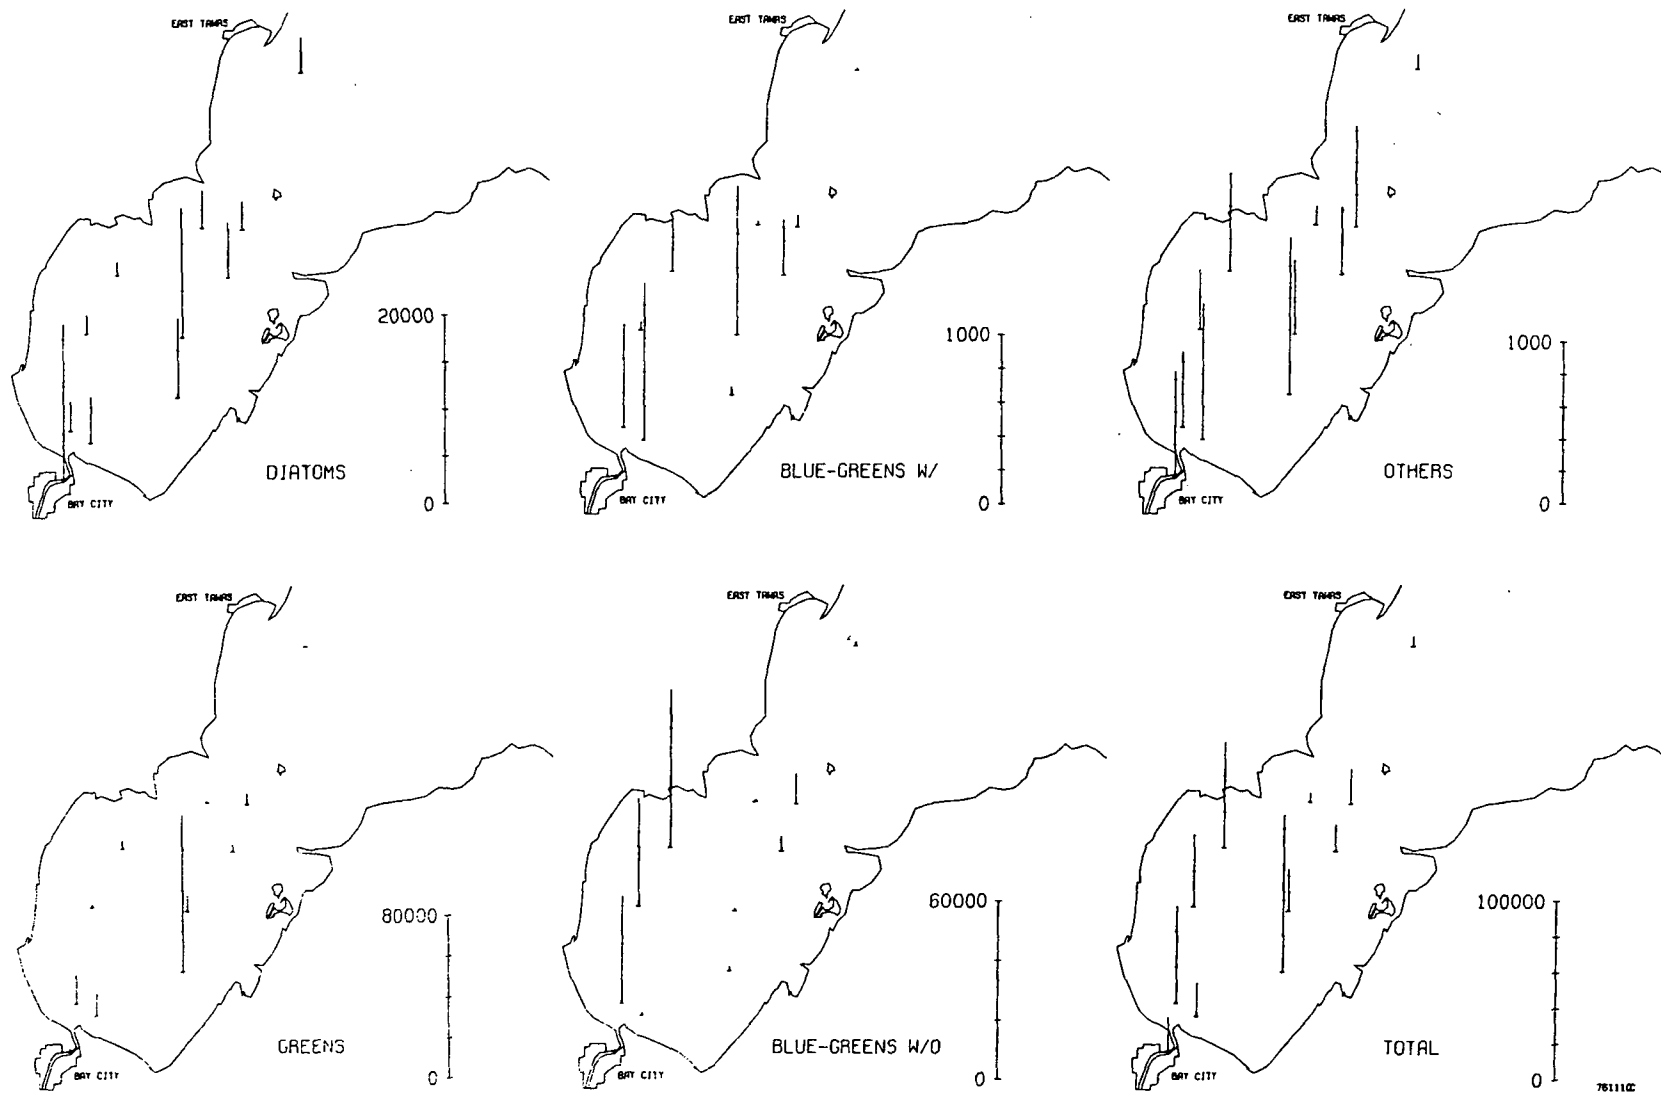 EAST TAWAS
EAST TAWAS
EAST TAWAS
20000
0
DIATOMS
BAY CITY
1000
0
BLUE-GREENS W/
BAY CITY
1000
0
OTHERS
BAY CITY
EAST TAWAS
EAST TAWAS
EAST TAWAS
80000
0
GREENS
BAY CITY
60000
0
BLUE-GREENS W/O
BAY CITY
100000
0
TOTAL
BAY CITY